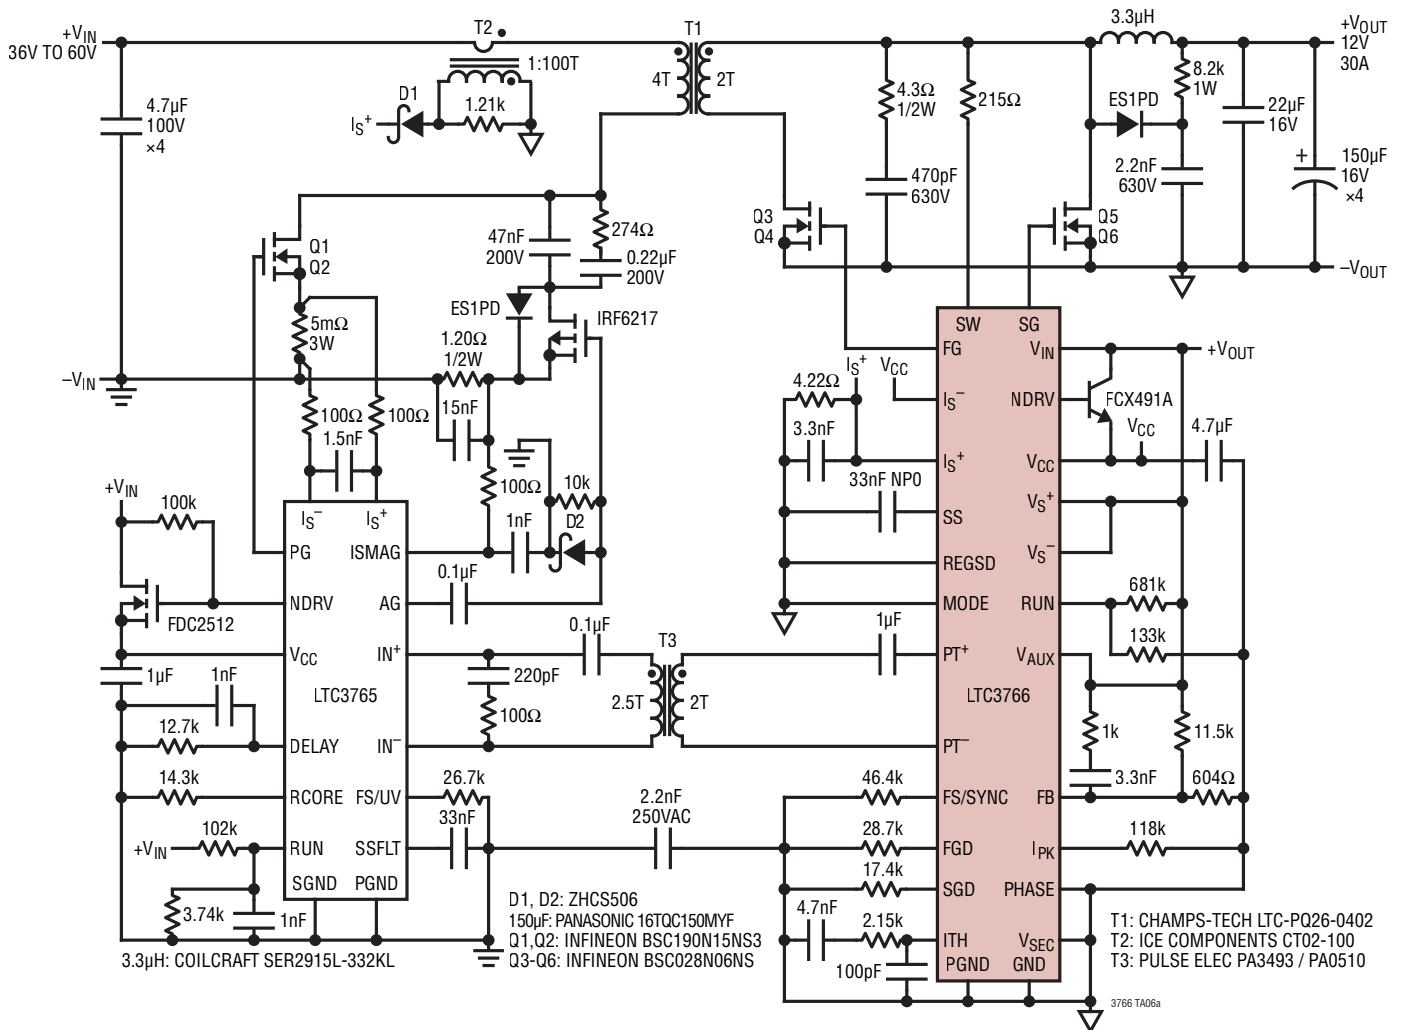 +VIN
36V TO 60V
T2
T1
3.3µH
+VOUT
12V
30A
1:100T
4T
2T
4.7µF
100V
×4
D1
IS+
1.21k
4.3Ω
1/2W
215Ω
8.2k
1W
ES1PD
22µF
16V
470pF
630V
2.2nF
630V
+
150µF
16V
×4
Q1
Q2
47nF
200V
274Ω
0.22µF
200V
Q3
Q4
Q5
Q6
–VOUT
5mΩ
3W
ES1PD
IRF6217
1.20Ω
1/2W
–VIN
100Ω
100Ω
1.5nF
15nF
100Ω
10k
1nF
D2
SW
SG
FG
VIN
+VOUT
IS+
VCC
4.22Ω
IS–
NDRV
FCX491A
3.3nF
VCC
4.7µF
IS+
VCC
33nF NP0
SS
VS+
VS–
REGSD
MODE
RUN
681k
133k
1µF
PT+
VAUX
LTC3766
1k
11.5k
PT–
3.3nF
604Ω
46.4k
FS/SYNC
FB
28.7k
FGD
IPK
118k
17.4k
SGD
PHASE
4.7nF
2.15k
ITH
VSEC
100pF
PGND
GND
+VIN
100k
IS–
IS+
PG
ISMAG
0.1µF
NDRV
AG
FDC2512
0.1µF
T3
VCC
IN+
1µF
1nF
LTC3765
220pF
2.5T
2T
100Ω
12.7k
DELAY
IN–
14.3k
RCORE
FS/UV
26.7k
2.2nF
250VAC
102k
33nF
+VIN
RUN
SSFLT
SGND
PGND
3.74k
1nF
D1, D2: ZHCS506
150µF: PANASONIC 16TQC150MYF
Q1,Q2: INFINEON BSC190N15NS3
Q3-Q6: INFINEON BSC028N06NS
3.3µH: COILCRAFT SER2915L-332KL
T1: CHAMPS-TECH LTC-PQ26-0402
T2: ICE COMPONENTS CT02-100
T3: PULSE ELEC PA3493 / PA0510
3766 TA06a